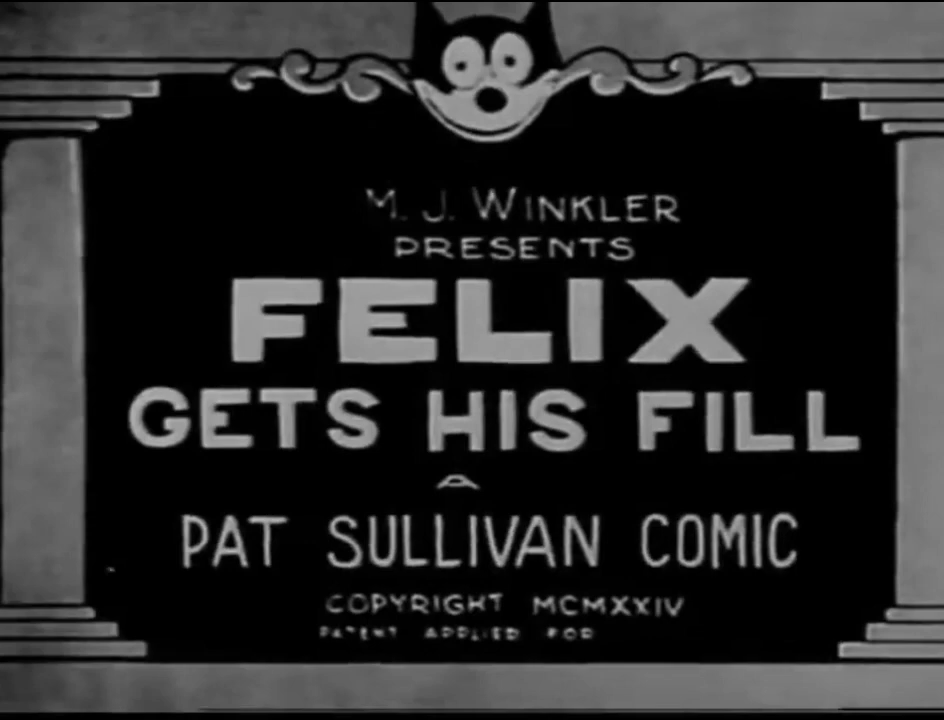 M. J. WINKLER
PRESENTS
FELIX
GETS HIS FILL
A
PAT SULLIVAN COMIC
COPYRIGHT MCMXXIV
PATENT APPLIED FOR